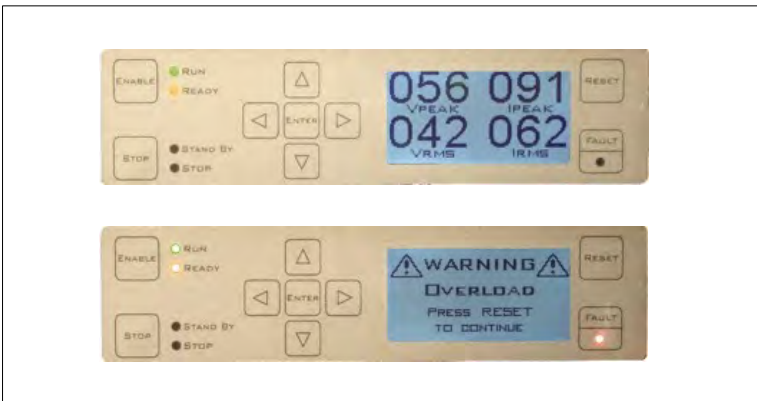 ENABLE
RUN
READY
STOP
STAND BY
STOP
ENTER
056 091
VPEAK IPEAK
042 062
VRMS IRMS
RESET
FAULT
ENABLE
RUN
READY
STOP
STAND BY
STOP
ENTER
WARNING
OVERLOAD
PRESS RESET
TO CONTINUE
RESET
FAULT